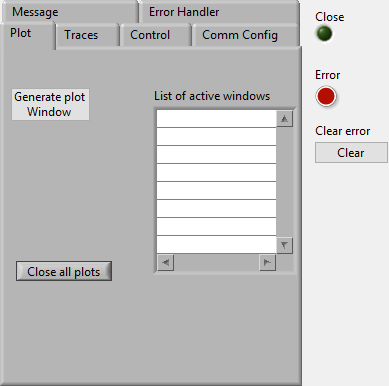 Message
Error Handler
Plot
Traces
Control
Comm Config
Close
Error
Clear error
Clear
Generate plot
Window
List of active windows
Close all plots